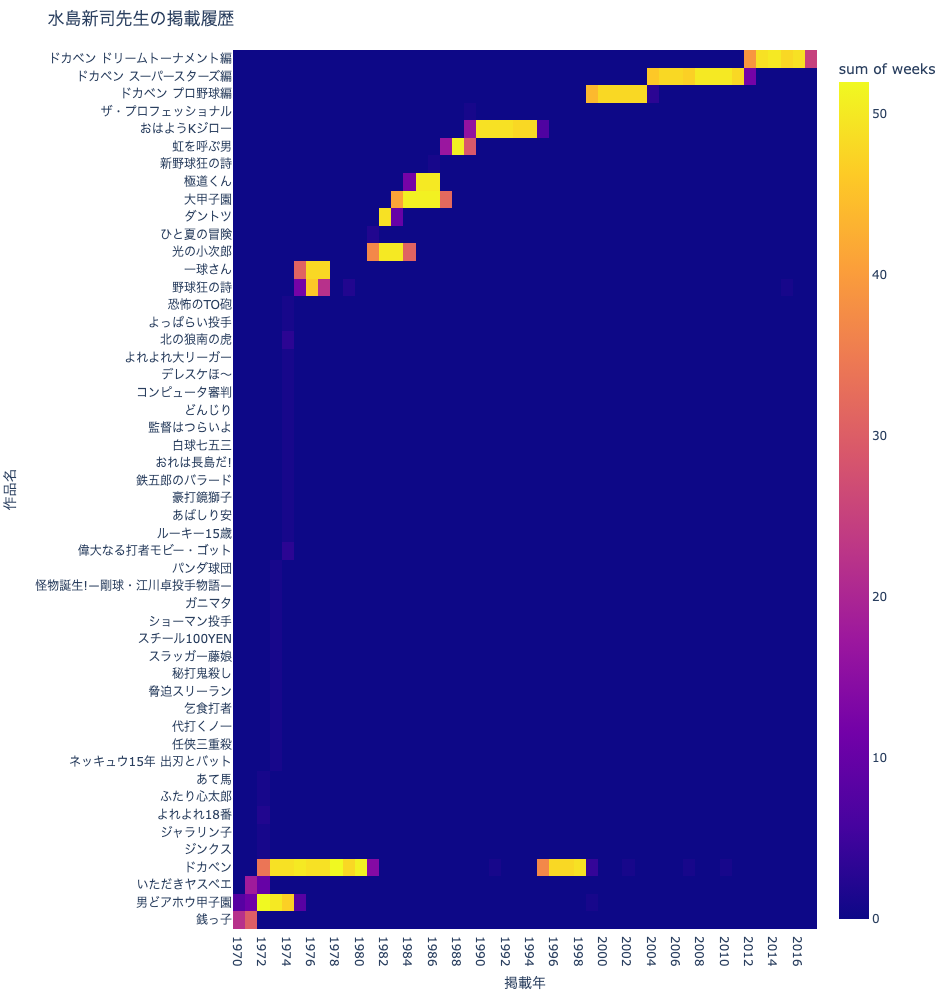 水島新司先生の掲載履歴
作品名
ドカベン ドリームトーナメント編
ドカベン スーパースターズ編
ドカベン プロ野球編
ザ・プロフェッショナル
おはようKジロー
虹を呼ぶ男
新野球狂の詩
極道くん
大甲子園
ダントツ
ひと夏の冒険
光の小次郎
一球さん
野球狂の詩
恐怖のTO砲
よっぱらい投手
北の狼南の虎
よれよれ大リーガー
デレスケほ〜
コンピュータ審判
どんじり
監督はつらいよ
白球七五三
おれは長島だ!
鉄五郎のバラード
豪打鏡獅子
あばしり安
ルーキー15歳
偉大なる打者モビー・ゴット
パンダ球団
怪物誕生!ー剛球・江川卓投手物語ー
ガニマタ
ショーマン投手
スチール100YEN
スラッガー藤娘
秘打鬼殺し
脅迫スリーラン
乞食打者
代打くノ一
任侠三重殺
ネッキュウ15年 出刃とバット
あて馬
ふたり心太郎
よれよれ18番
ジャラリン子
ジンクス
ドカベン
いただきヤスベエ
男どアホウ甲子園
銭っ子
1970
1972
1974
1976
1978
1980
1982
1984
1986
1988
1990
1992
1994
1996
1998
2000
2002
2004
2006
2008
2010
2012
2014
2016
掲載年
sum of weeks
50
40
30
20
10
0